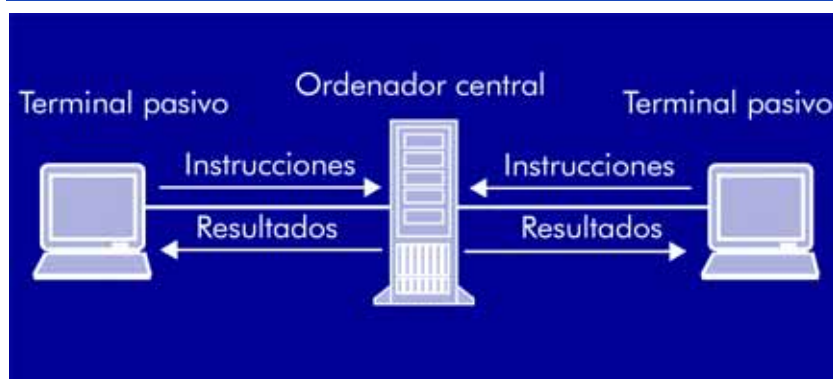 Ordenador central
Terminal pasivo
Terminal pasivo
Instrucciones
Instrucciones
Resultados
Resultados